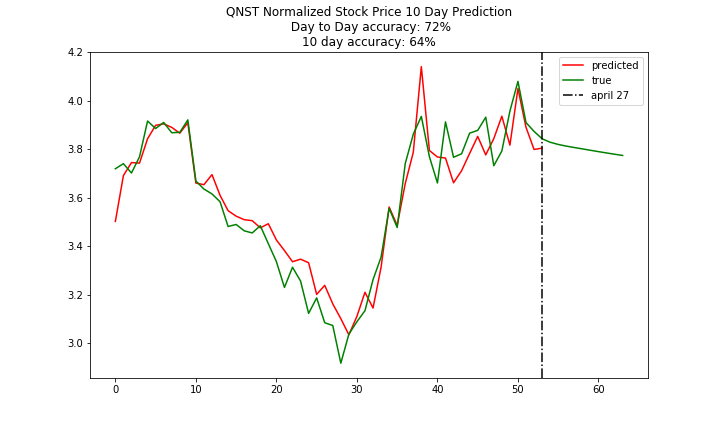 QNST Normalized Stock Price 10 Day Prediction
Day to Day accuracy: 72%
10 day accuracy: 64%
4.2
4.0
3.8
3.6
3.4
3.2
3.0
predicted
true
april 27
0 10 20 30 40 50 60